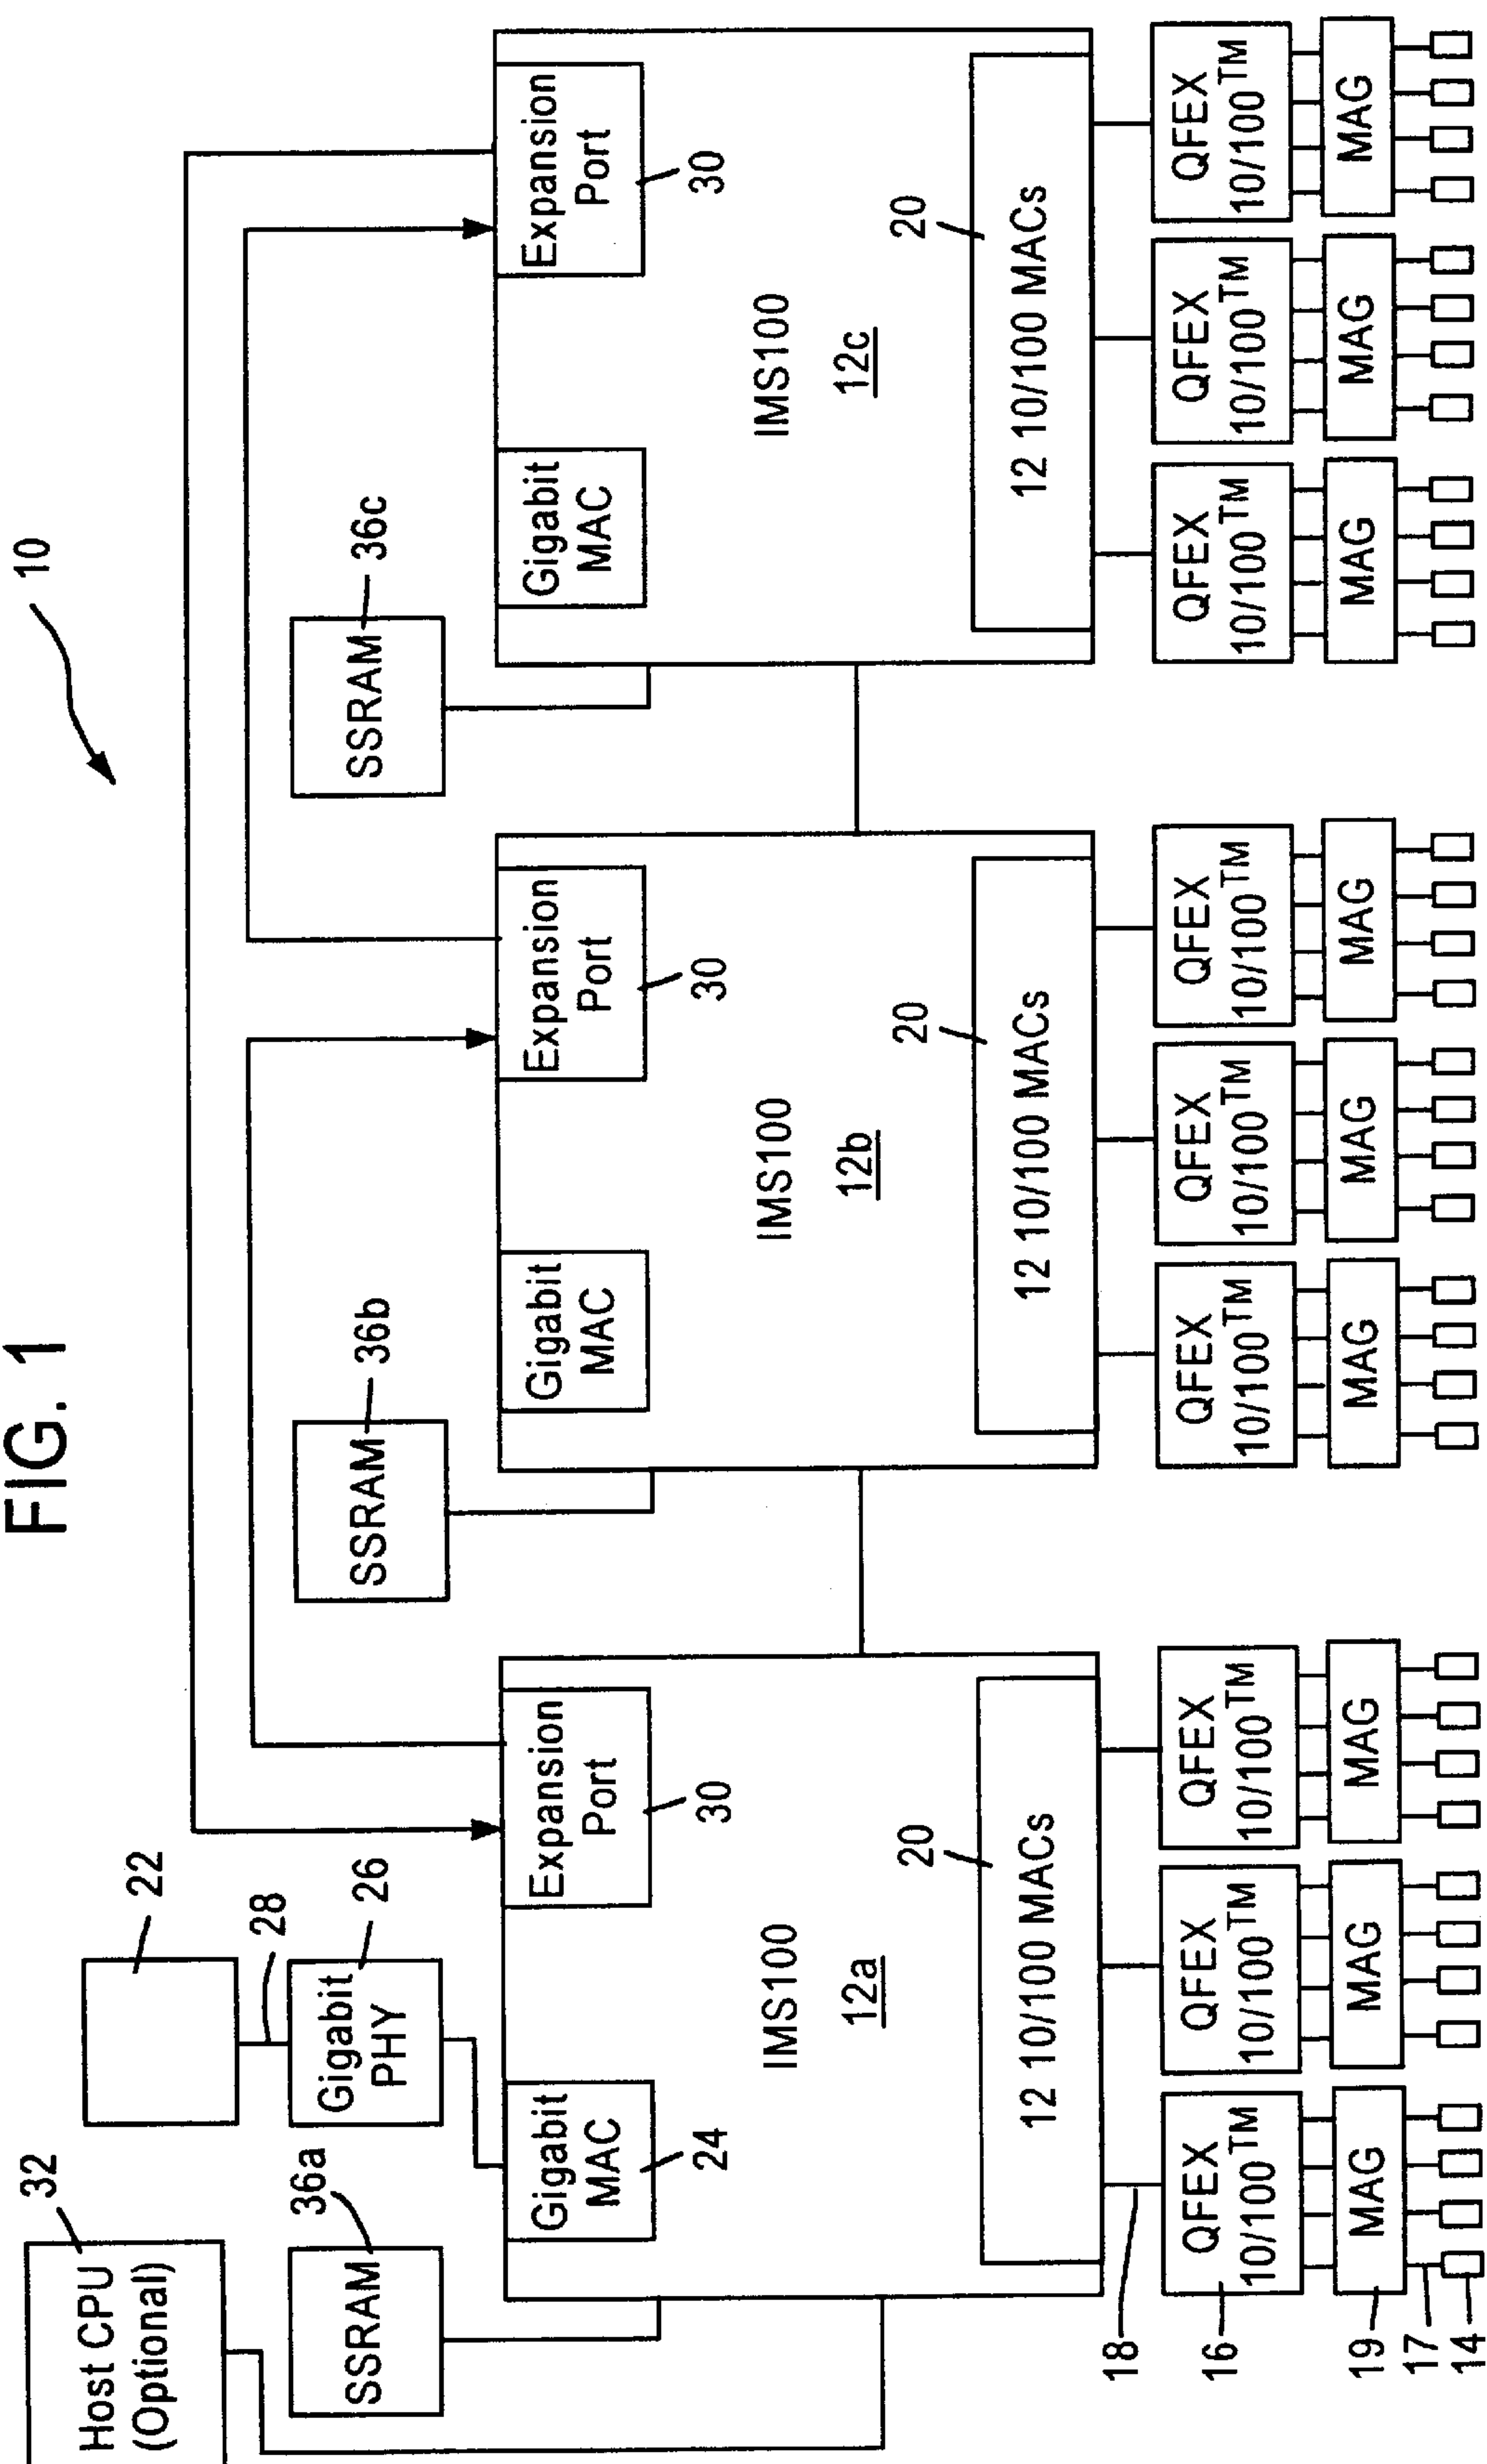 FIG. 1
10
32
Host CPU
(Optional)
22
28
26
Gigabit
PHY
36a
SSRAM
36b
SSRAM
36c
SSRAM
Gigabit
MAC
24
Expansion
Port
30
IMS100
12a
20
12 10/100 MACs
Gigabit
MAC
Expansion
Port
30
IMS100
12b
20
12 10/100 MACs
Gigabit
MAC
Expansion
Port
30
IMS100
12c
20
12 10/100 MACs
18
16
QFEX
10/100™
QFEX
10/100™
QFEX
10/100™
QFEX
10/100™
QFEX
10/100™
QFEX
10/100™
QFEX
10/100™
QFEX
10/100™
QFEX
10/100™
19
MAG
MAG
MAG
MAG
MAG
MAG
MAG
MAG
MAG
17
14